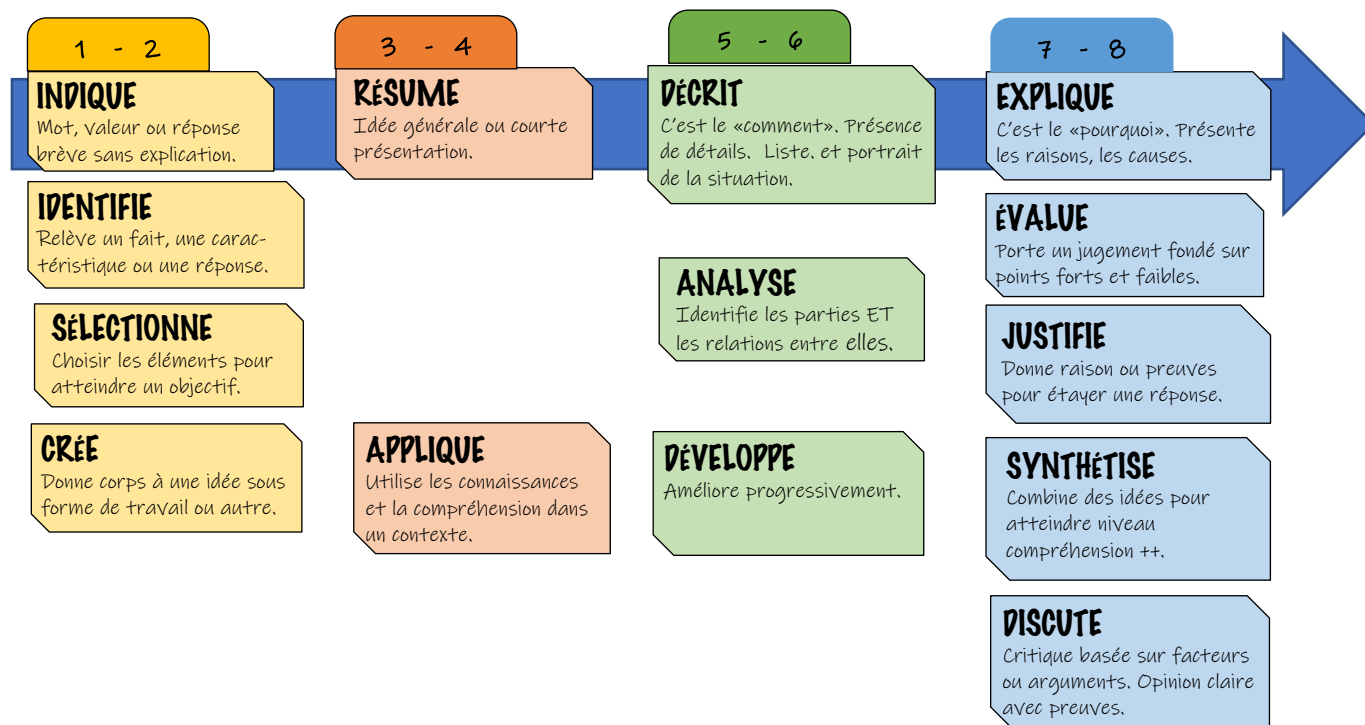 1 - 2
INDIQUE
Mot, valeur ou réponse
brève sans explication.
IDENTIFIE
Relève un fait, une carac-
téristique ou une réponse.
SÉLECTIONNE
Choisir les éléments pour
atteindre un objectif.
CRÉE
Donne corps à une idée sous
forme de travail ou autre.
3 - 4
RÉSUME
Idée générale ou courte
présentation.
APPLIQUE
Utilise les connaissances
et la compréhension dans
un contexte.
5 - 6
DÉCRIT
C'est le «comment». Présence
de détails. Liste. et portrait
de la situation.
ANALYSE
Identifie les parties ET
les relations entre elles.
DÉVELOPPE
Améliore progressivement.
7 - 8
EXPLIQUE
C'est le «pourquoi». Présente
les raisons, les causes.
ÉVALUE
Porte un jugement fondé sur
points forts et faibles.
JUSTIFIE
Donne raison ou preuves
pour étayer une réponse.
SYNTHÉTISE
Combine des idées pour
atteindre niveau
compréhension ++.
DISCUTE
Critique basée sur facteurs
ou arguments. Opinion claire
avec preuves.